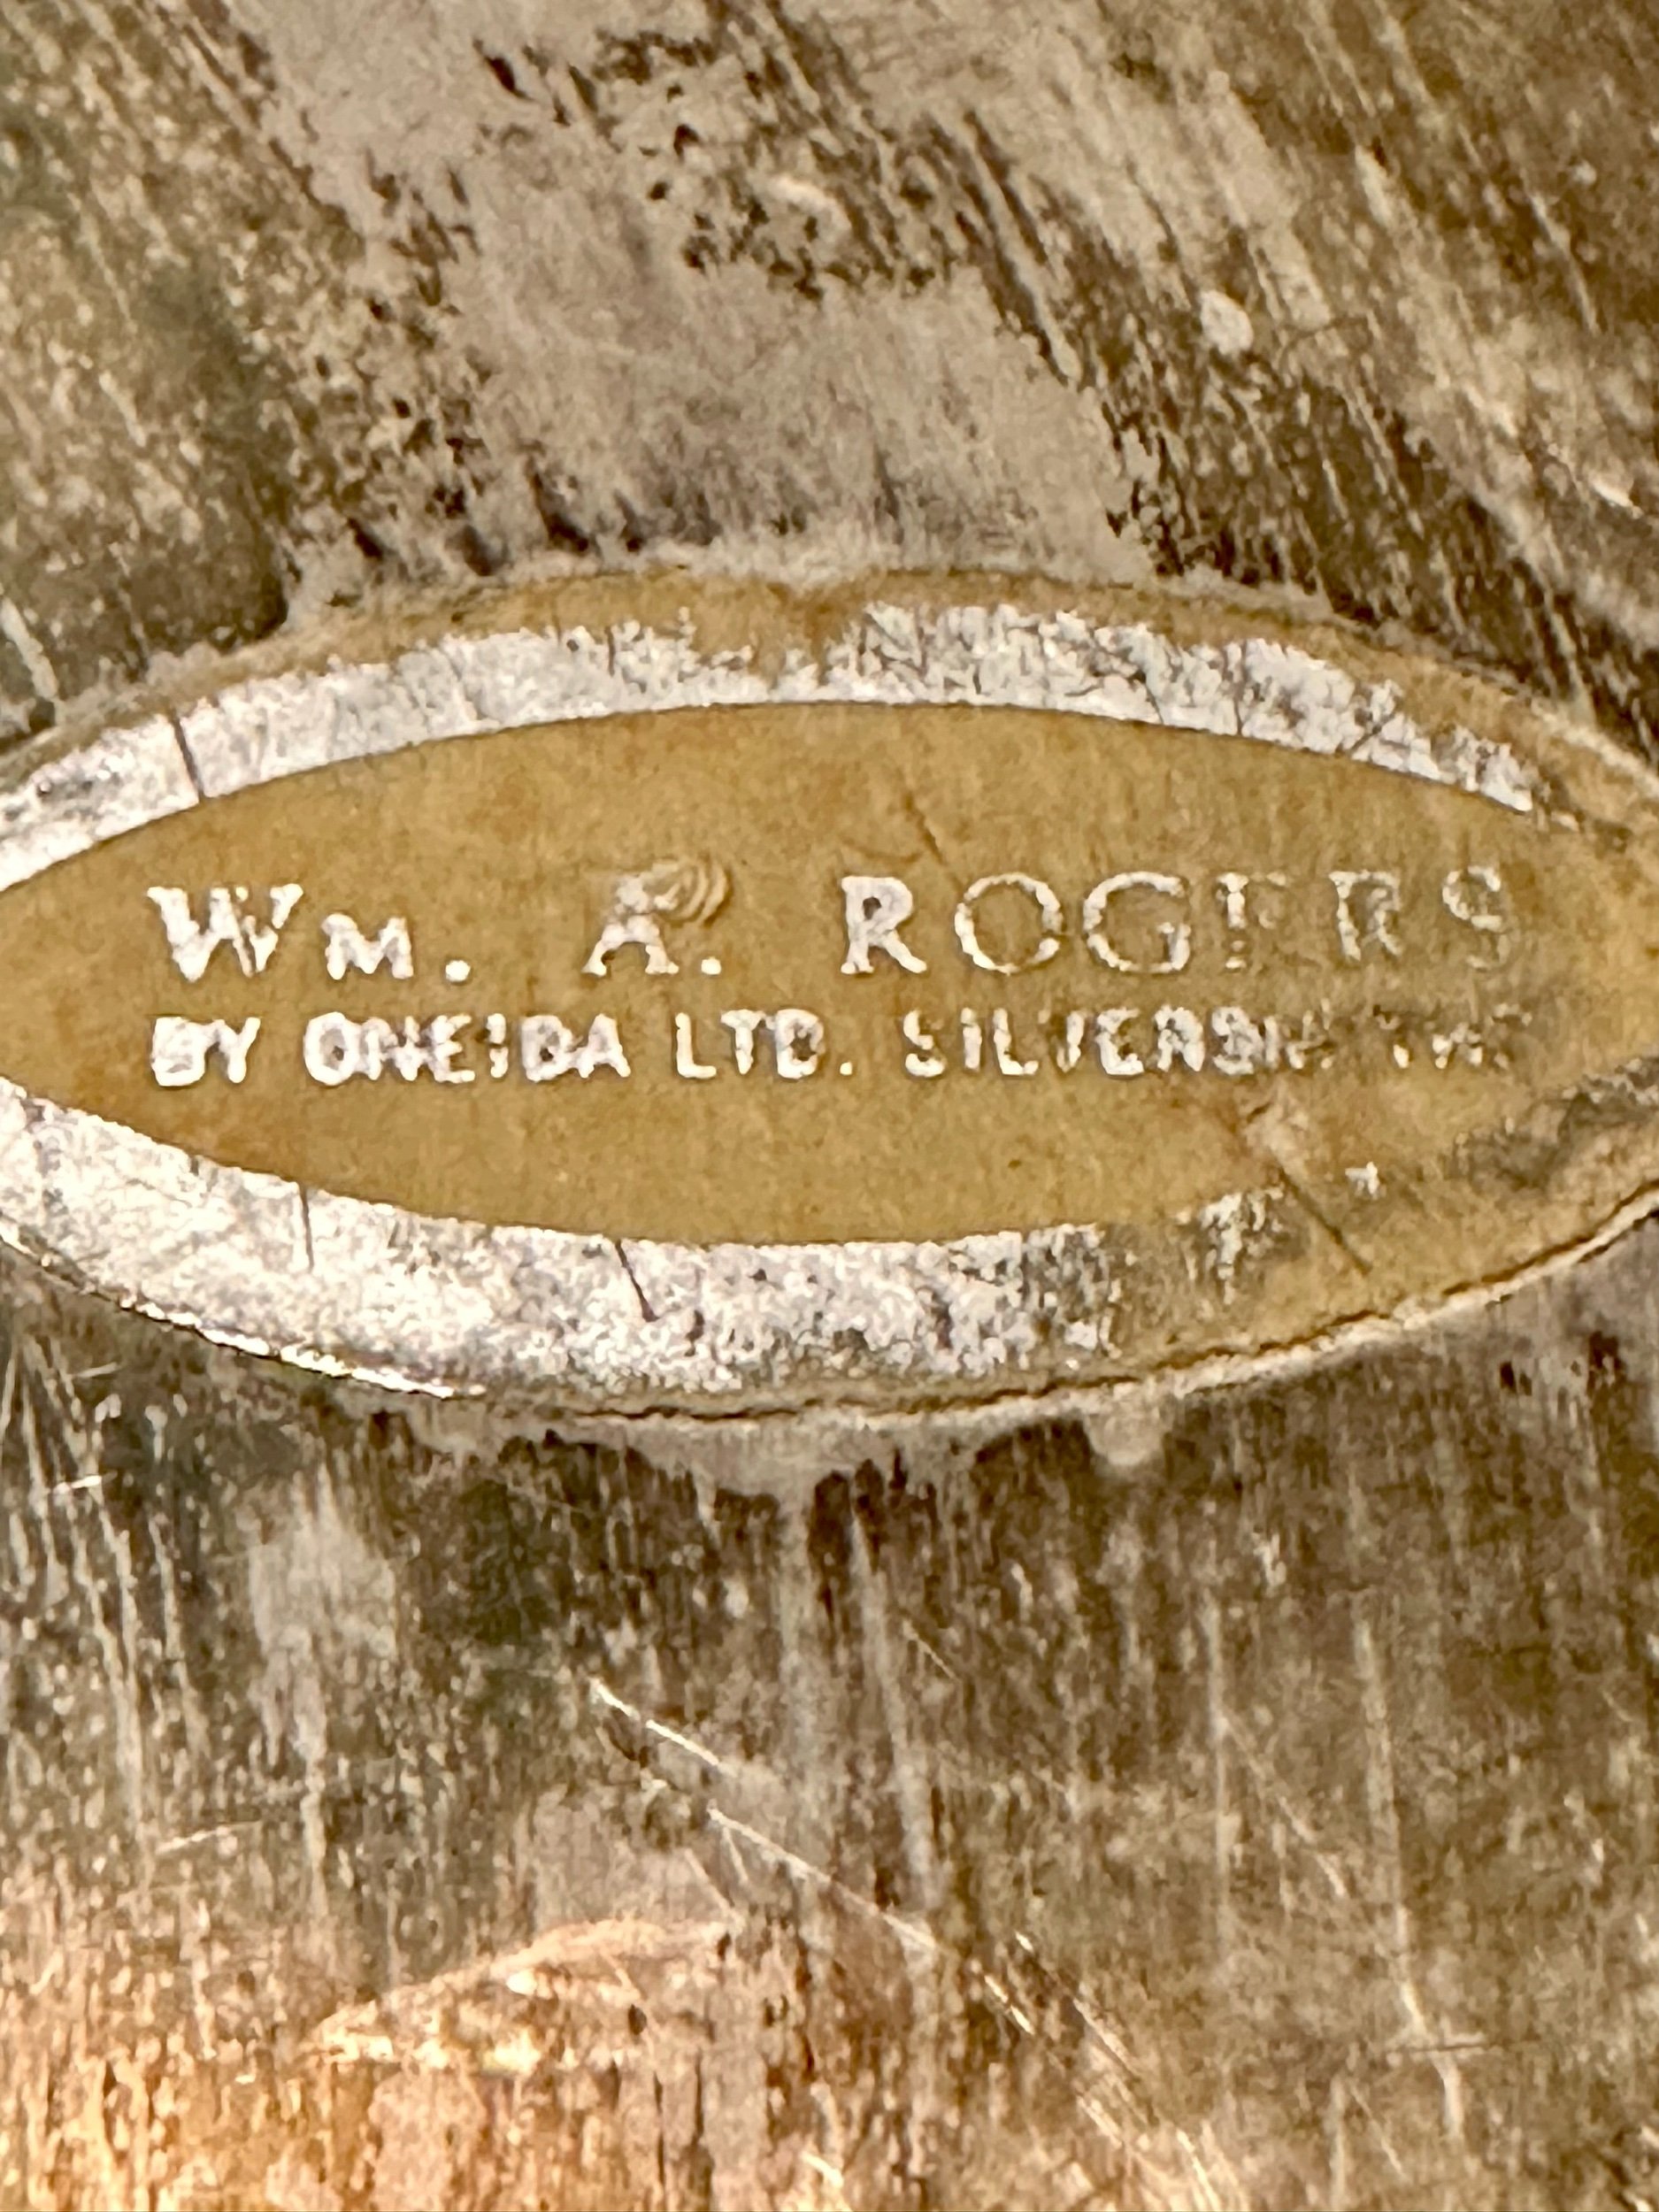 WM. A. ROGERS
BY ONEIDA LTD. SILVERSMITHS